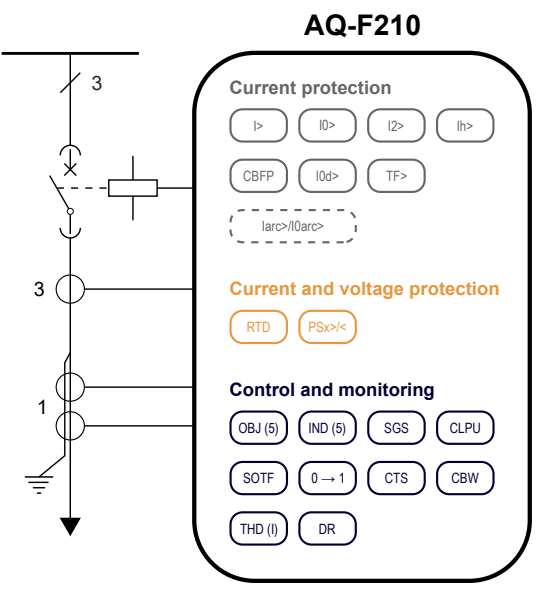 AQ-F210
3
Current protection
I> I0> I2> Ih>
CBFP I0d> TF>
Iarc>/I0arc>
3
Current and voltage protection
RTD PSx>/<
Control and monitoring
1
OBJ (5) IND (5) SGS CLPU
SOTF 0 → 1 CTS CBW
THD (I) DR